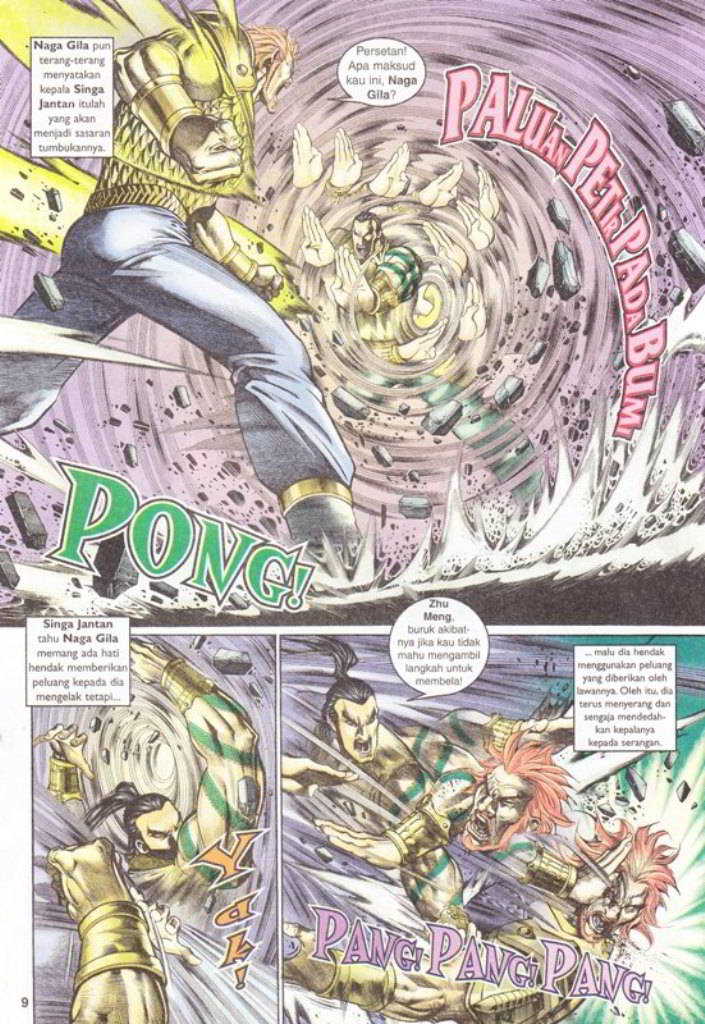 Naga Gila pun
terang-terang
menyatakan
kepala Singa
Jantan itulah
yang akan
menjadi sasaran
tumbukannya.
Persetan!
Apa maksud
kau ini, Naga
Gila?
PALUAN PETIR PADA BUMI
PONG!
Singa Jantan
tahu Naga Gila
memang ada hati
hendak memberikan
peluang kepada dia
mengelak tetapi...
Yak!
Zhu
Meng,
buruk akibat-
nya jika kau tidak
mahu mengambil
langkah untuk
membela!
... malu dia hendak
menggunakan peluang
yang diberikan oleh
lawannya. Oleh itu, dia
terus menyerang dan
sengaja mendedah-
kan kepalanya
kepada serangan.
PANG! PANG! PANG!
9